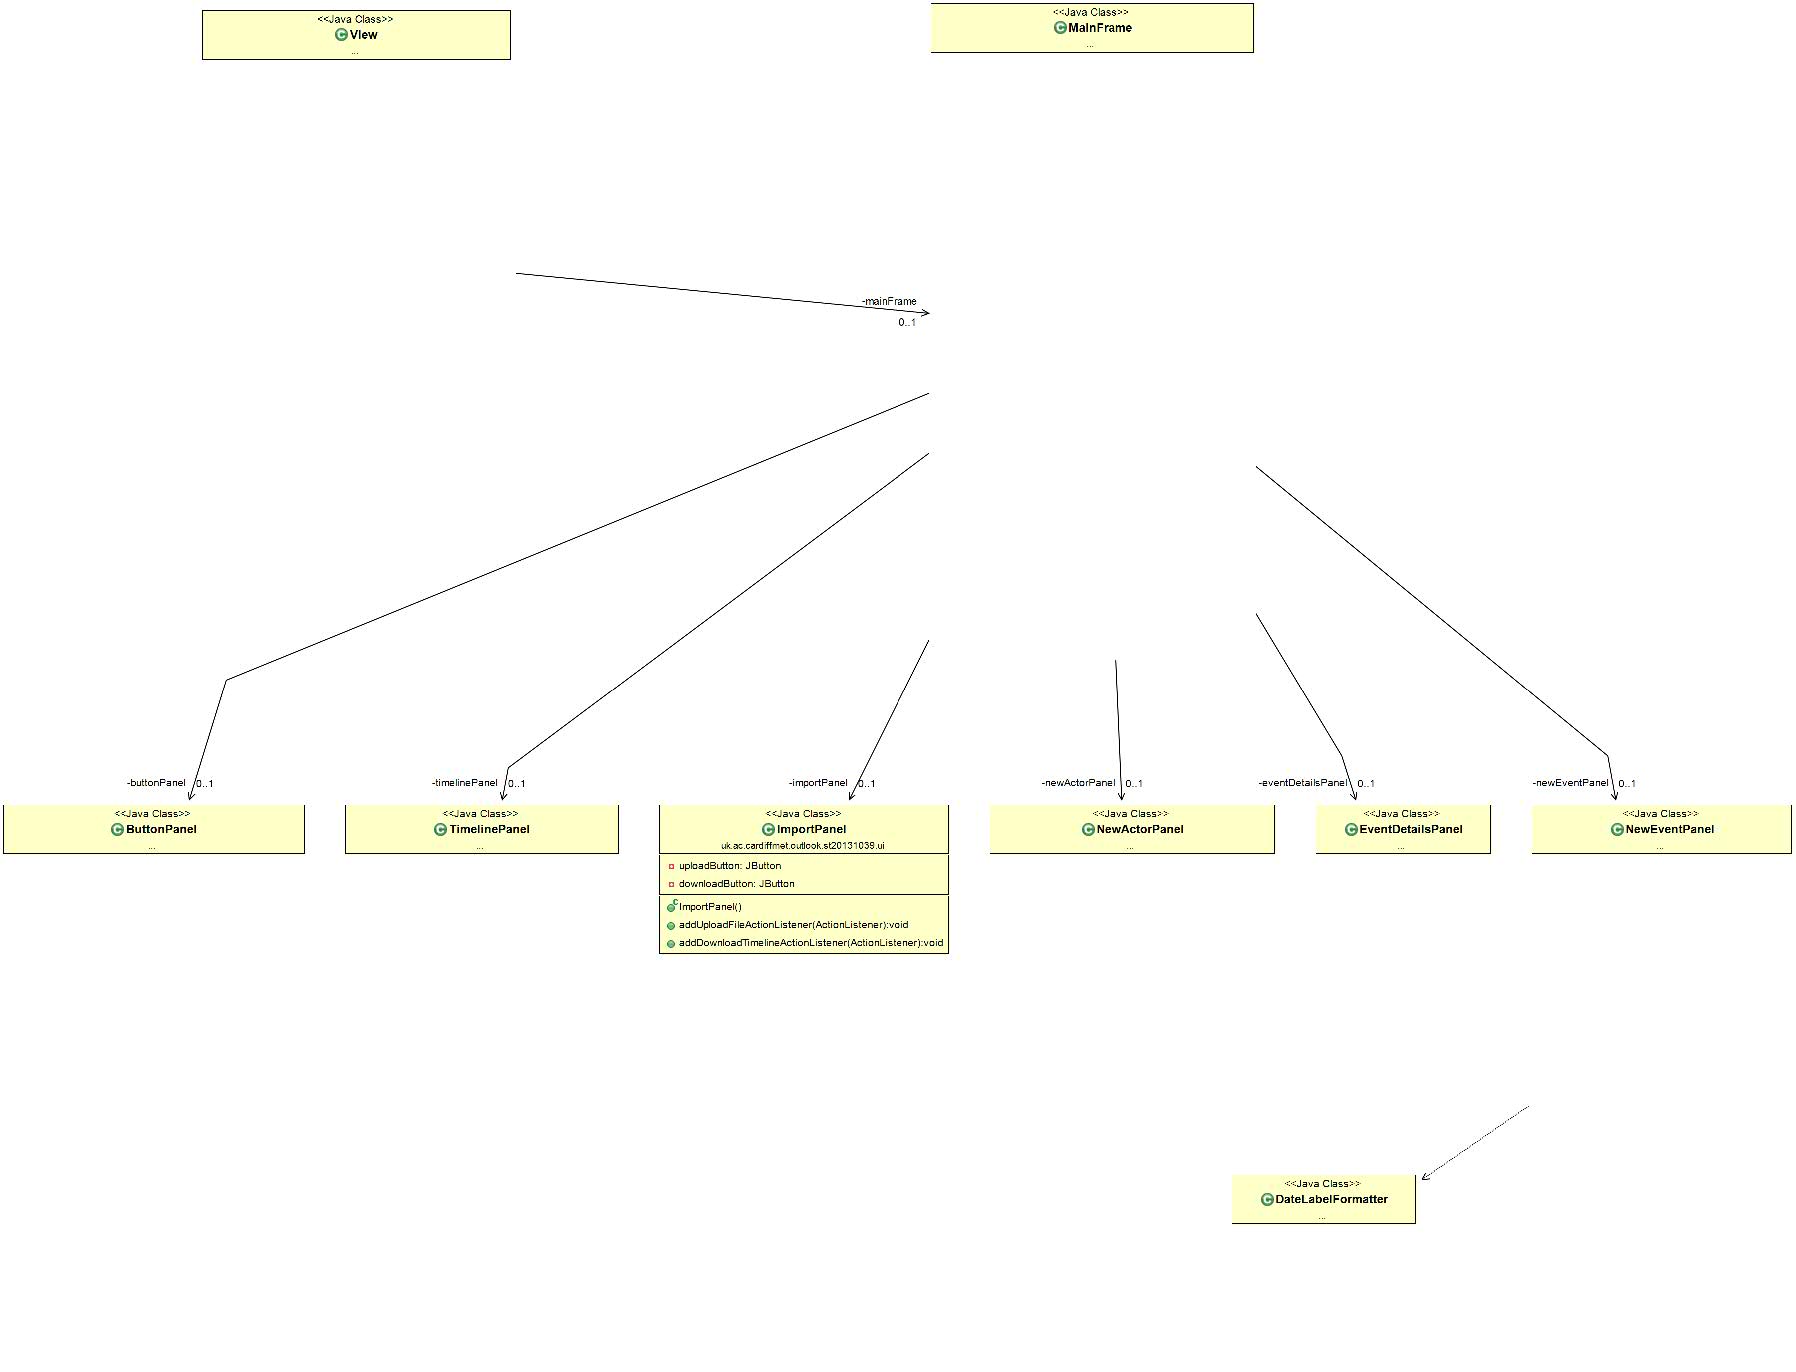 <<Java Class>>
View
...
<<Java Class>>
MainFrame
...
-mainFrame
0..1
-buttonPanel 0..1
-timelinePanel 0..1
-importPanel 0..1
-newActorPanel 0..1
-eventDetailsPanel 0..1
-newEventPanel 0..1
<<Java Class>>
ButtonPanel
...
<<Java Class>>
TimelinePanel
...
<<Java Class>>
ImportPanel
uk.ac.cardiffmet.outlook.st20131039.ui
uploadButton: JButton
downloadButton: JButton
ImportPanel()
addUploadFileActionListener(ActionListener):void
addDownloadTimelineActionListener(ActionListener):void
<<Java Class>>
NewActorPanel
...
<<Java Class>>
EventDetailsPanel
...
<<Java Class>>
NewEventPanel
...
<<Java Class>>
DateLabelFormatter
...